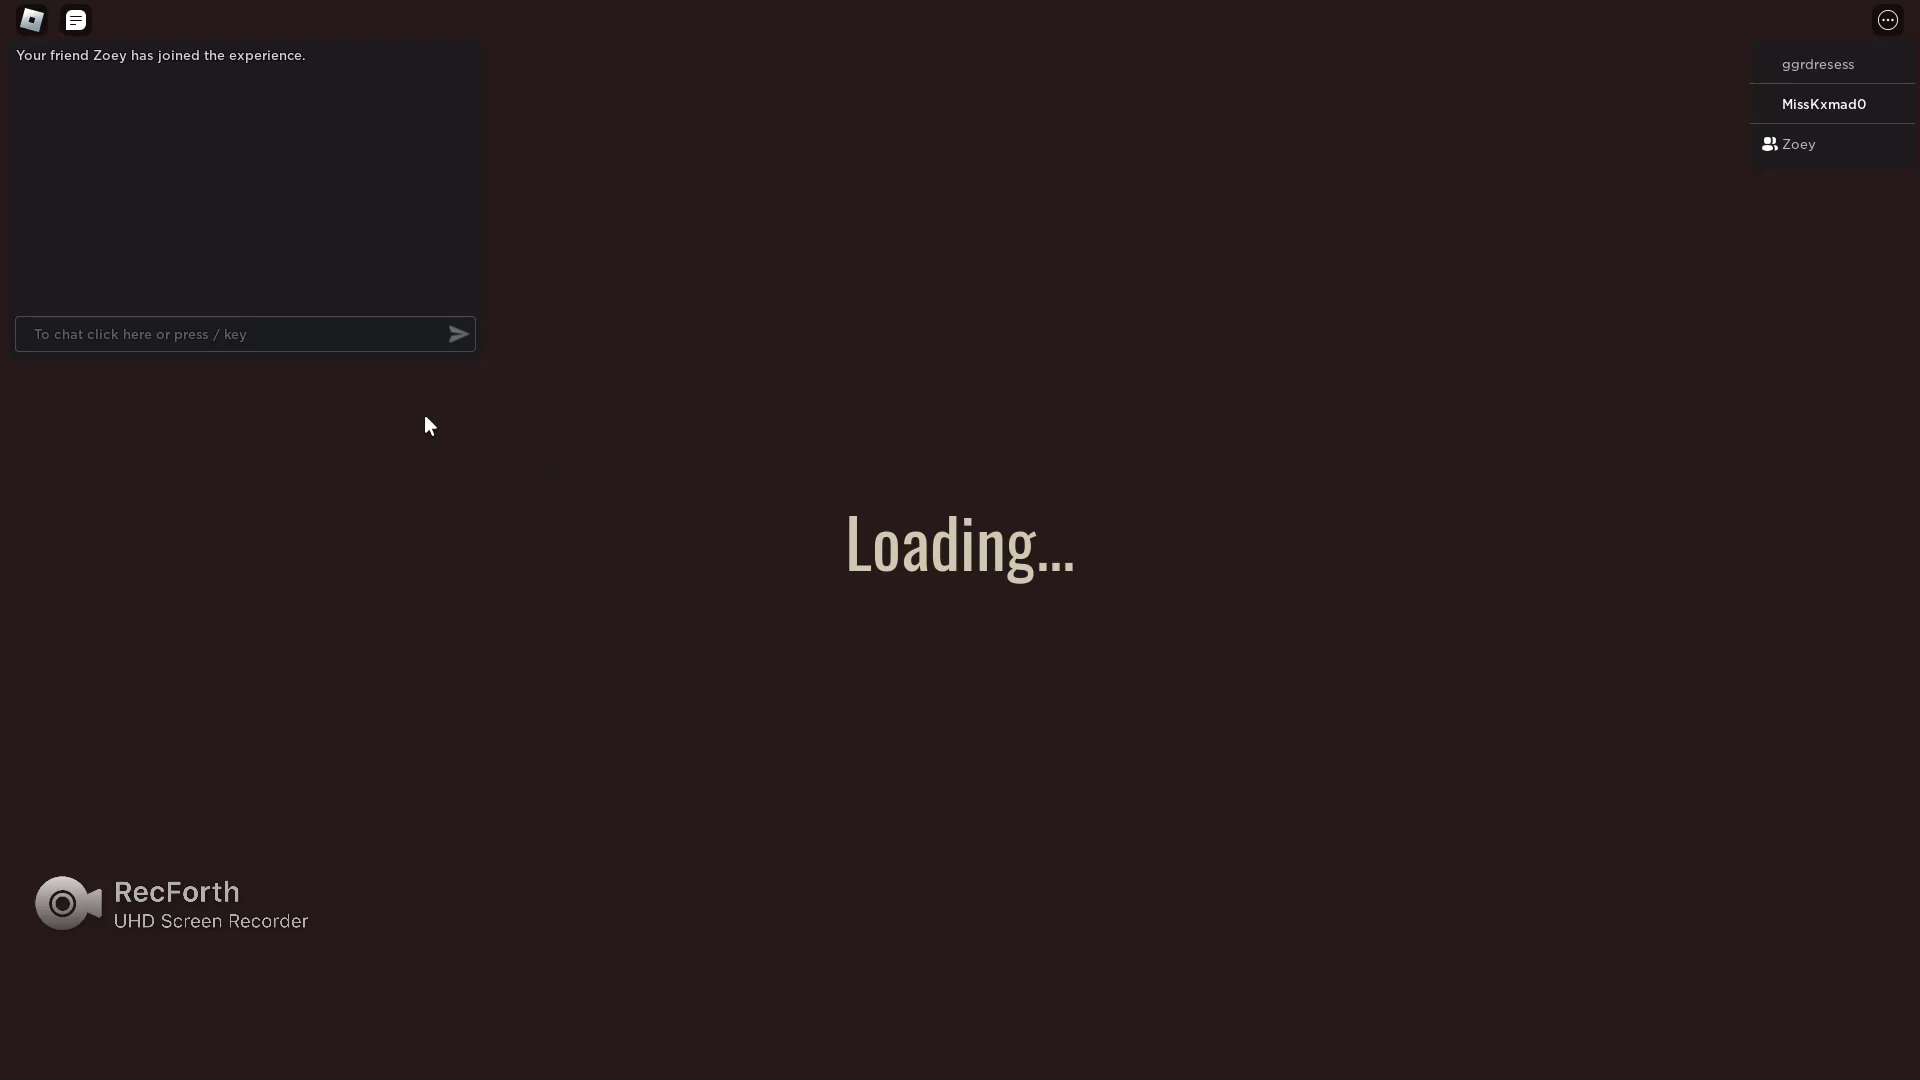 Your friend Zoey has joined the experience.
ggrdresess
MissKxmad0
Zoey
To chat click here or press / key
Loading...
RecForth
UHD Screen Recorder